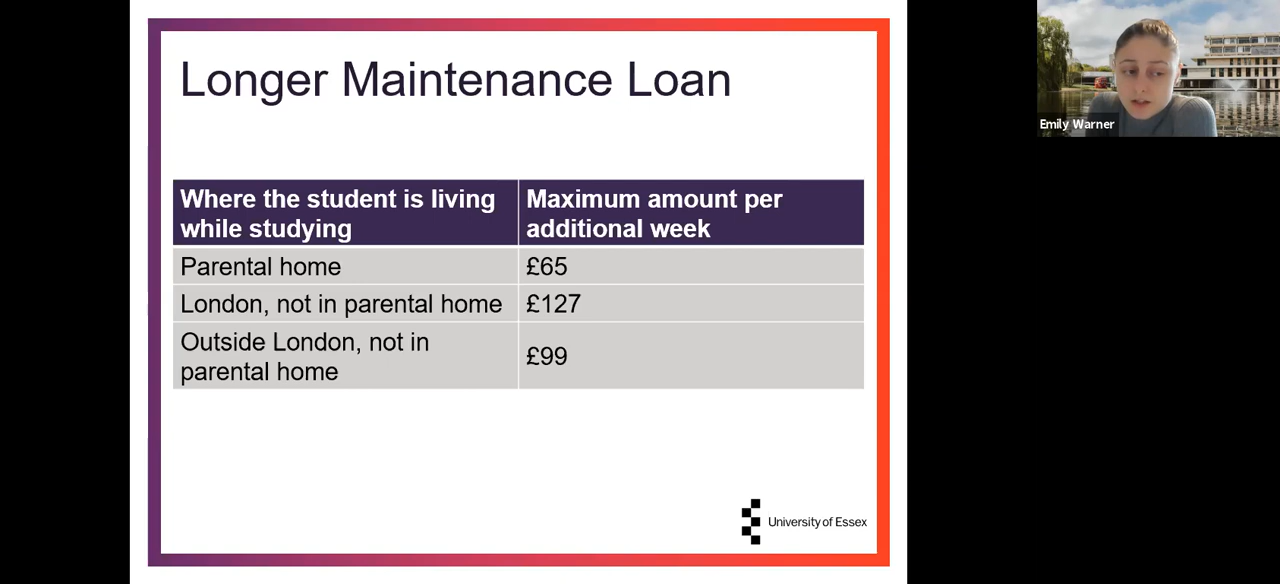 Longer Maintenance Loan
Where the student is living
while studying
Maximum amount per
additional week
Parental home
£65
London, not in parental home
£127
Outside London, not in
parental home
£99
University of Essex
Emily Warner